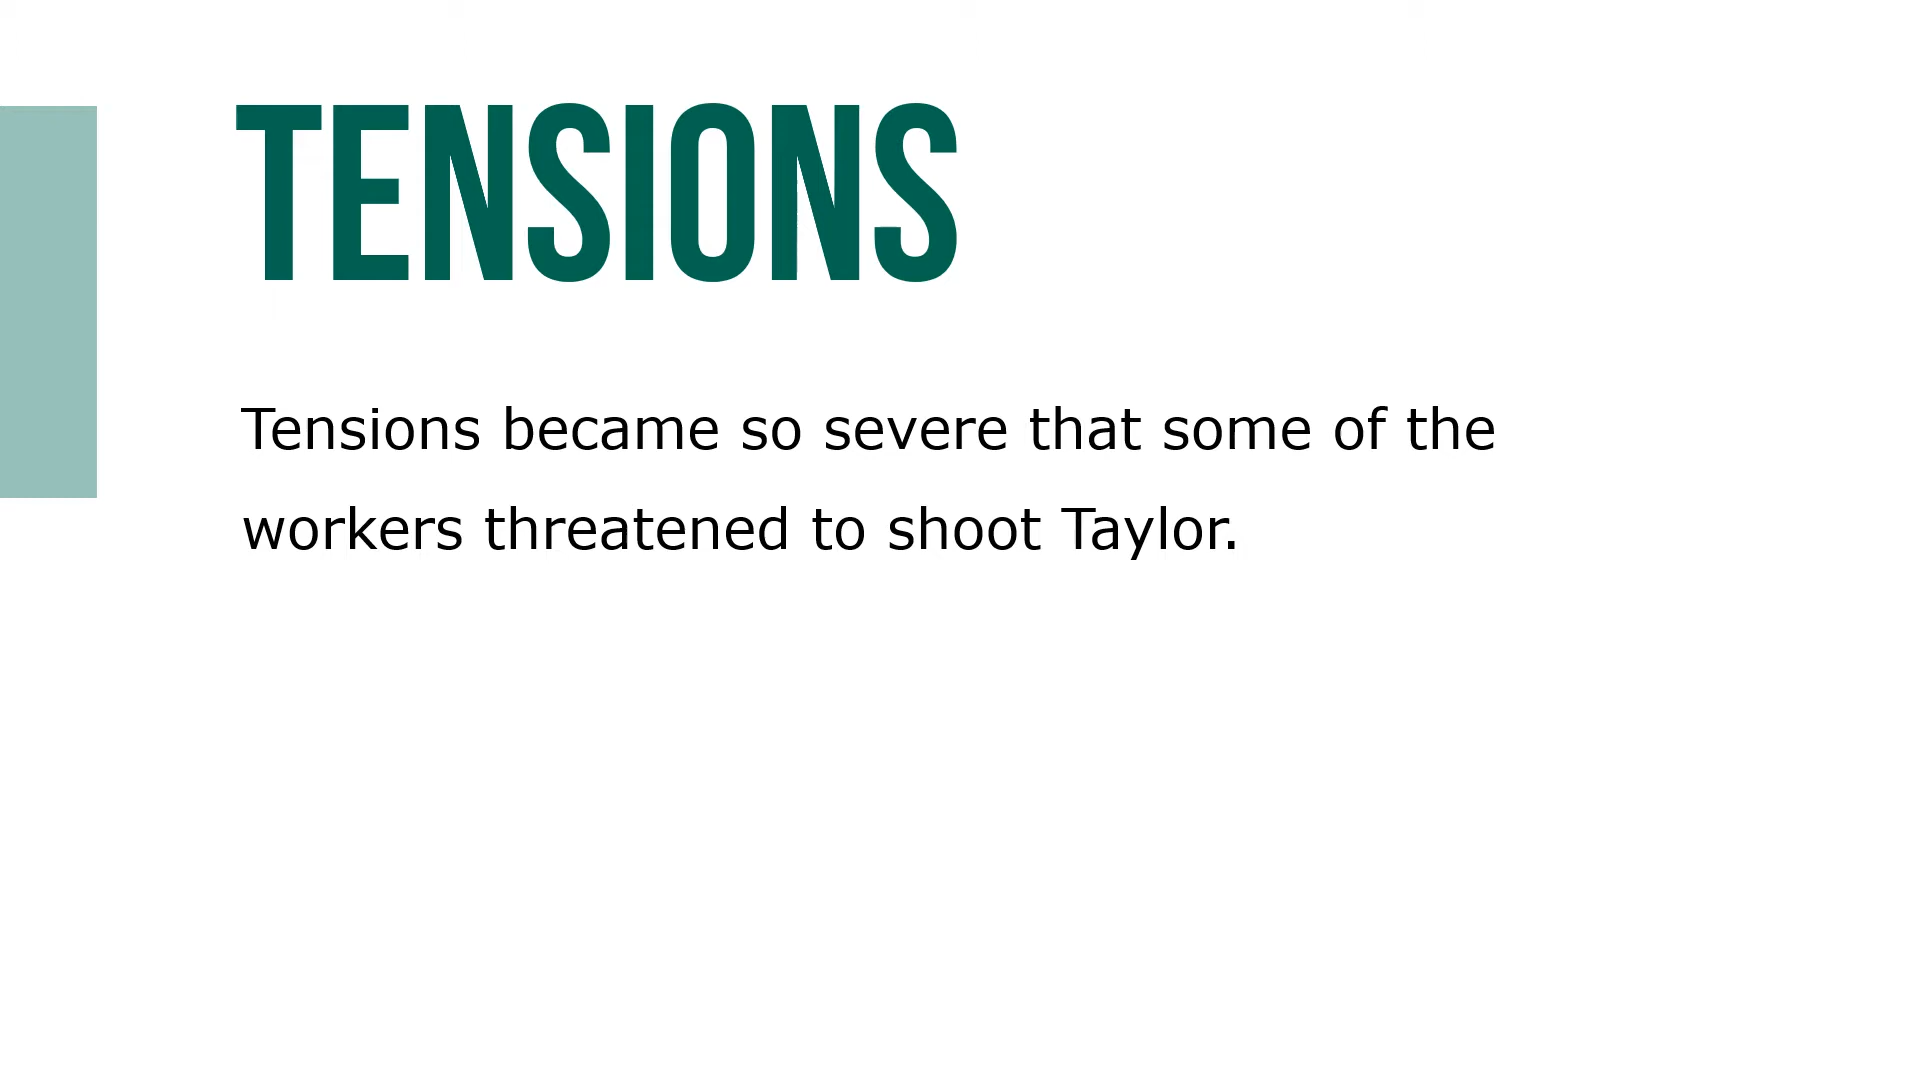 TENSIONS
Tensions became so severe that some of the
workers threatened to shoot Taylor.